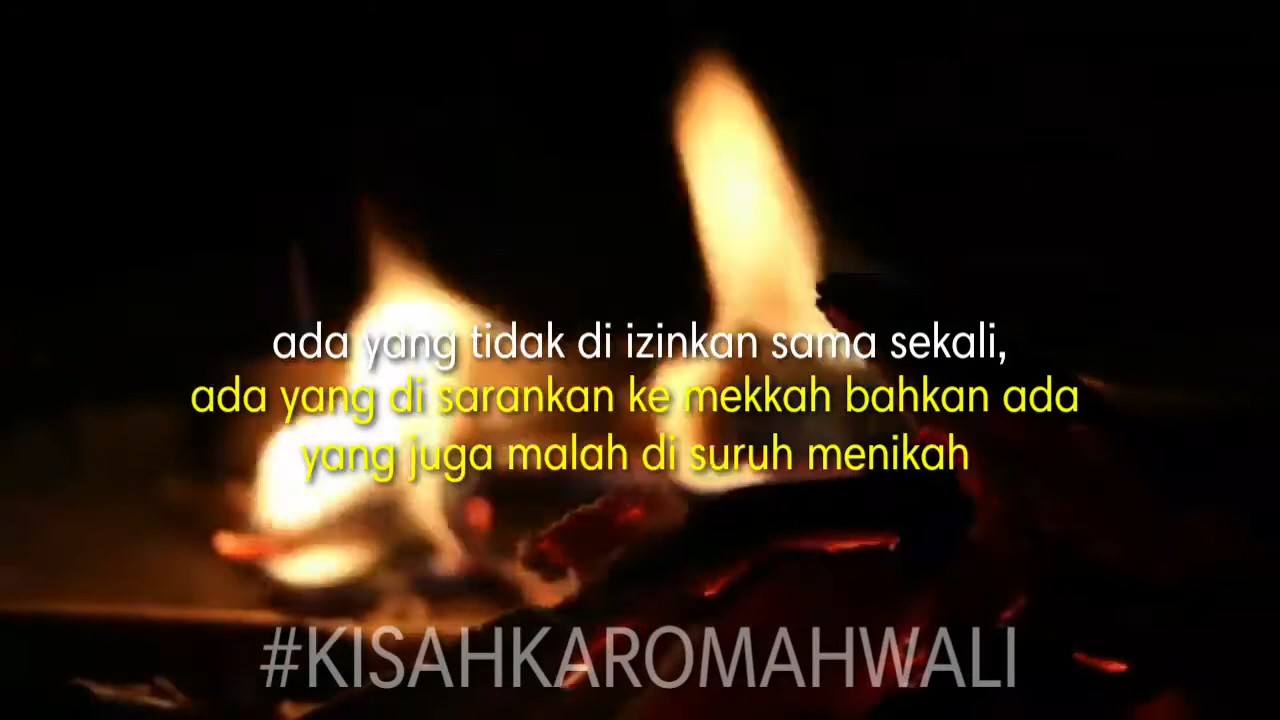 ada yang tidak di izinkan sama sekali,
ada yang di sarankan ke mekkah bahkan ada
yang juga malah di suruh menikah
#KISAHKAROMAHWALI